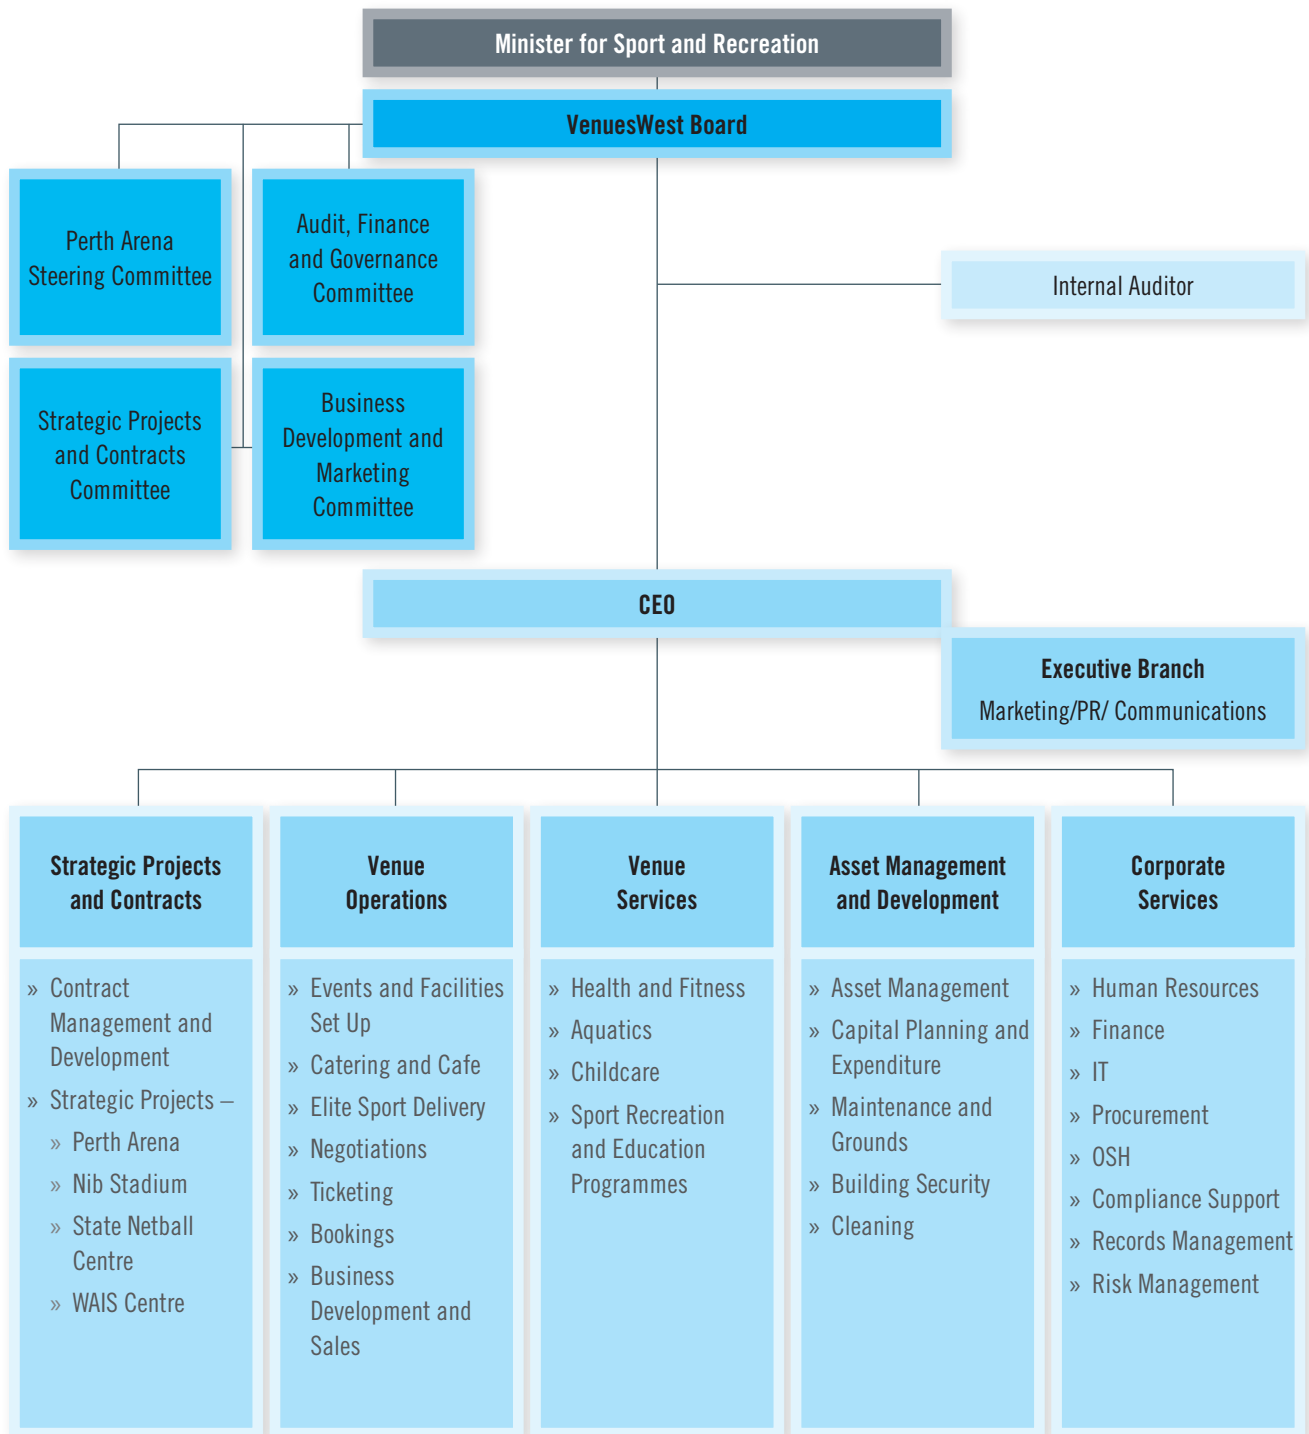 Minister for Sport and Recreation
VenuesWest Board
Perth Arena
Steering Committee
Audit, Finance
and Governance
Committee
Internal Auditor
Strategic Projects
and Contracts
Committee
Business
Development and
Marketing
Committee
CEO
Executive Branch
Marketing/PR/ Communications
Strategic Projects
and Contracts
» Contract
Management and
Development
» Strategic Projects –
» Perth Arena
» Nib Stadium
» State Netball
Centre
» WAIS Centre
Venue
Operations
» Events and Facilities
Set Up
» Catering and Cafe
» Elite Sport Delivery
» Negotiations
» Ticketing
» Bookings
» Business
Development and
Sales
Venue
Services
» Health and Fitness
» Aquatics
» Childcare
» Sport Recreation
and Education
Programmes
Asset Management
and Development
» Asset Management
» Capital Planning and
Expenditure
» Maintenance and
Grounds
» Building Security
» Cleaning
Corporate
Services
» Human Resources
» Finance
» IT
» Procurement
» OSH
» Compliance Support
» Records Management
» Risk Management